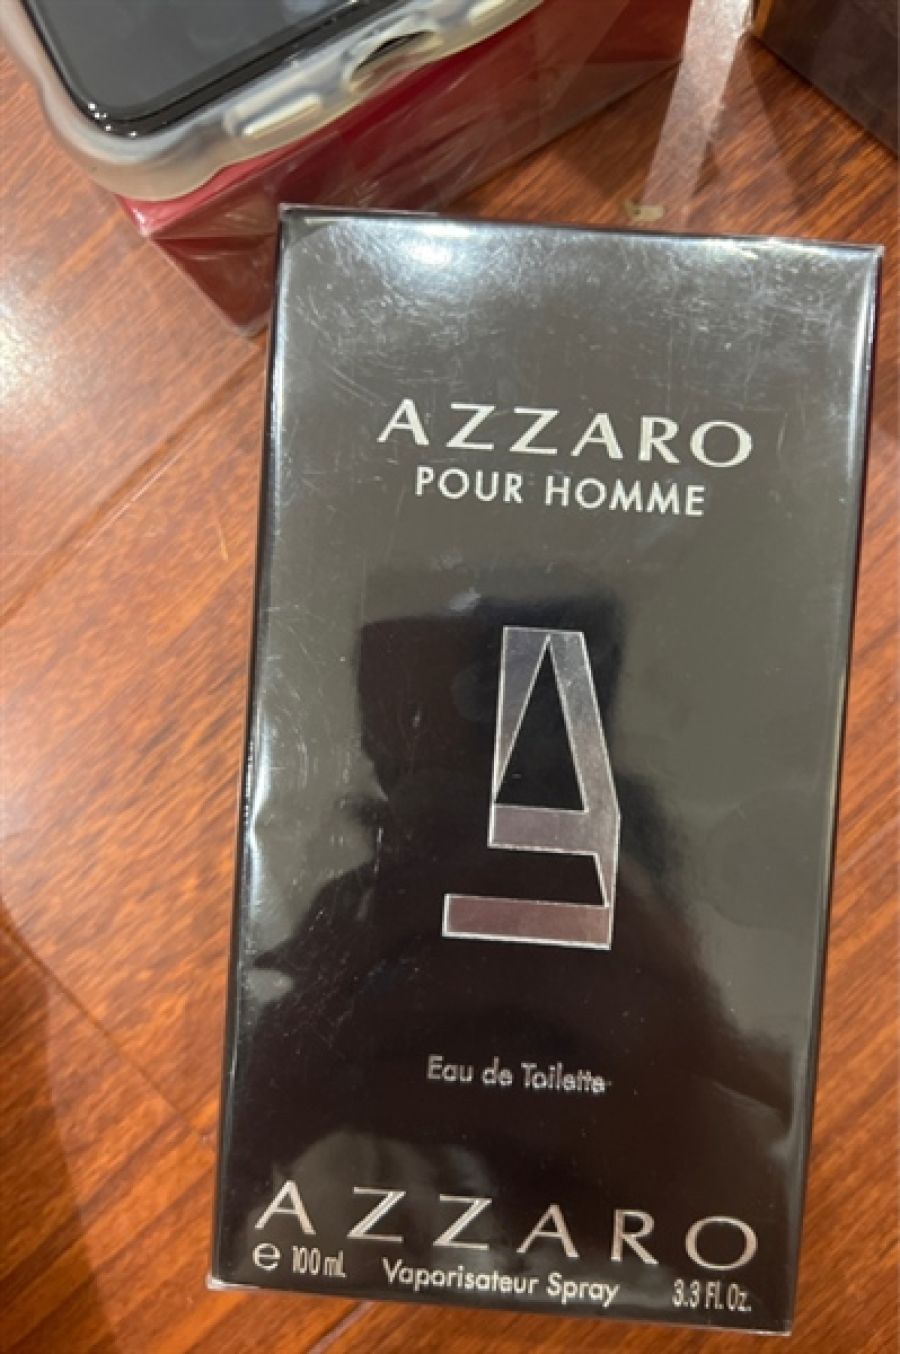 AZZARO
POUR HOMME
Eau de Toilette
AZZARO
e 100 mL Vaporisateur Spray 3.3 Fl. Oz.